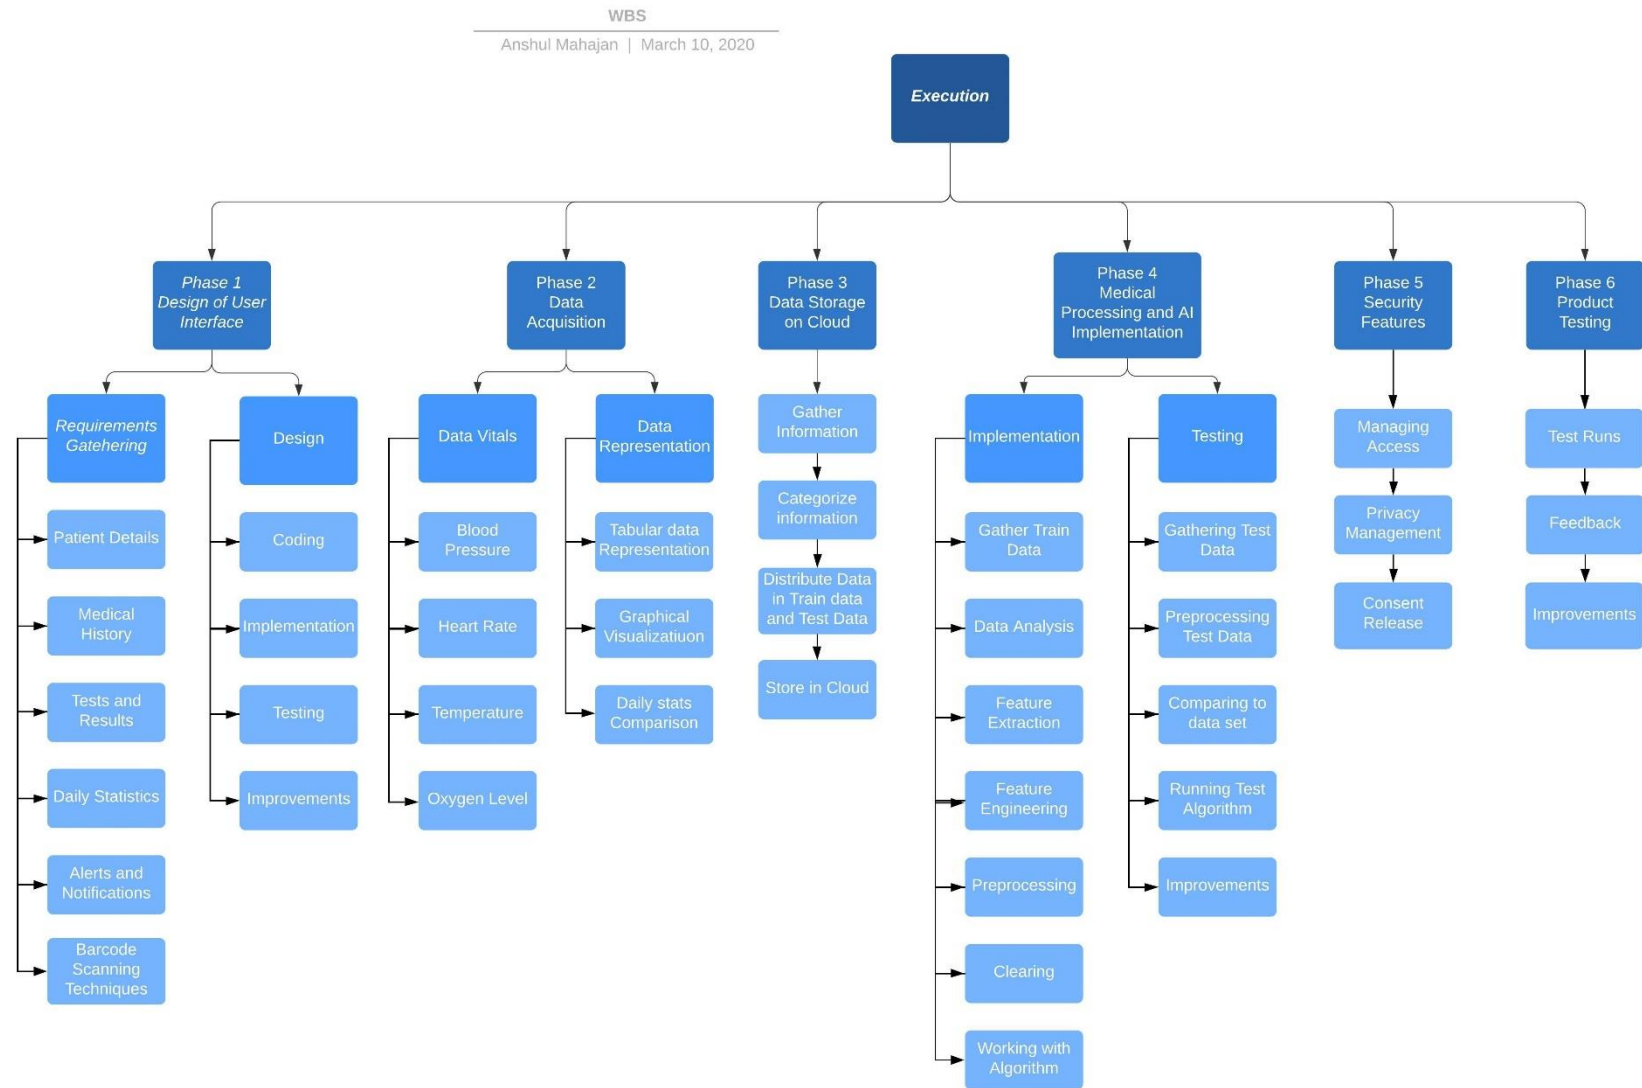 WBS
Anshul Mahajan | March 10, 2020
Execution
Phase 1
Design of User
Interface
Phase 2
Data
Acquisition
Phase 3
Data Storage
on Cloud
Phase 4
Medical
Processing and AI
Implementation
Phase 5
Security
Features
Phase 6
Product
Testing
Requirements
Gatehering
Patient Details
Medical
History
Tests and
Results
Daily Statistics
Alerts and
Notifications
Barcode
Scanning
Techniques
Design
Coding
Implementation
Testing
Improvements
Data Vitals
Blood
Pressure
Heart Rate
Temperature
Oxygen Level
Data
Representation
Tabular data
Representation
Graphical
Visualizatiuon
Daily stats
Comparison
Gather
Information
Categorize
information
Distribute Data
in Train data
and Test Data
Store in Cloud
Implementation
Gather Train
Data
Data Analysis
Feature
Extraction
Feature
Engineering
Preprocessing
Clearing
Working with
Algorithm
Testing
Gathering Test
Data
Preprocessing
Test Data
Comparing to
data set
Running Test
Algorithm
Improvements
Managing
Access
Privacy
Management
Consent
Release
Test Runs
Feedback
Improvements